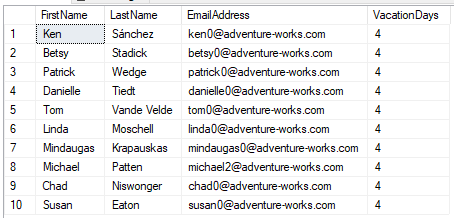 FirstName LastName EmailAddress VacationDays
1 Ken Sánchez ken0@adventure-works.com 4
2 Betsy Stadick betsy0@adventure-works.com 4
3 Patrick Wedge patrick0@adventure-works.com 4
4 Danielle Tiedt danielle0@adventure-works.com 4
5 Tom Vande Velde tom0@adventure-works.com 4
6 Linda Moschell linda0@adventure-works.com 4
7 Mindaugas Krapauskas mindaugas0@adventure-works.com 4
8 Michael Patten michael2@adventure-works.com 4
9 Chad Niswonger chad0@adventure-works.com 4
10 Susan Eaton susan0@adventure-works.com 4